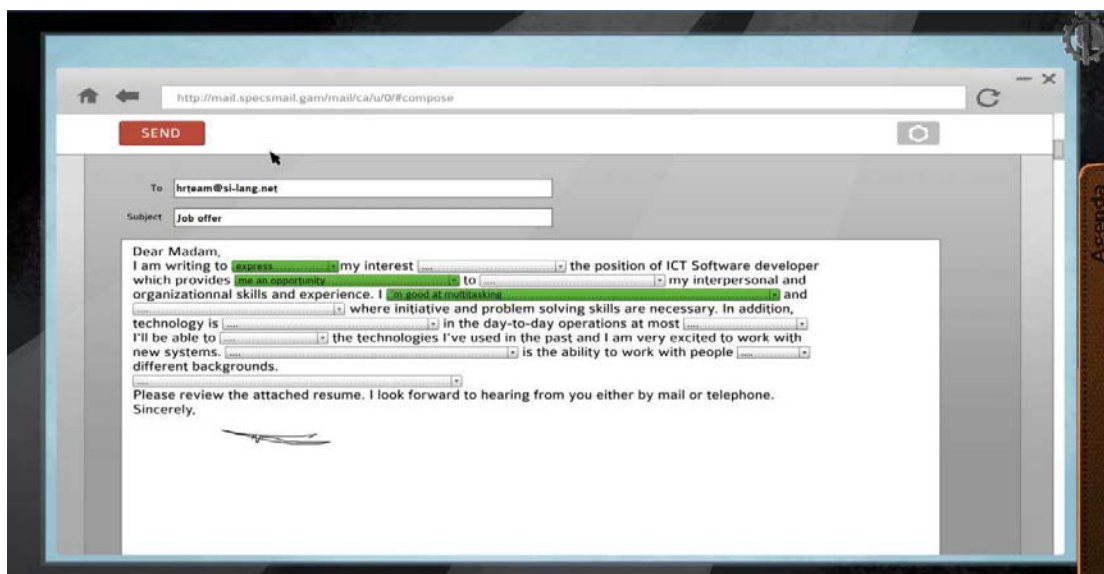 http://mail.specsmail.gam/mail/ca/u/0/#compose
SEND
To hrteam@si-lang.net
Subject Job offer
Dear Madam,
I am writing to express my interest .... the position of ICT Software developer
which provides me an opportunity to .... my interpersonal and
organizationnal skills and experience. I 'm good at multitasking and
.... where initiative and problem solving skills are necessary. In addition,
technology is .... in the day-to-day operations at most ....
I'll be able to .... the technologies I've used in the past and I am very excited to work with
new systems. .... is the ability to work with people ....
different backgrounds.
....
Please review the attached resume. I look forward to hearing from you either by mail or telephone.
Sincerely,
Agenda